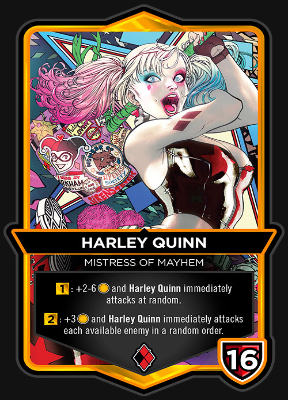 ARKHAM
HARLEY QUINN
MISTRESS OF MAYHEM
1 : +2-6 and Harley Quinn immediately
attacks at random.
2 : +3 and Harley Quinn immediately attacks
each available enemy in a random order.
16